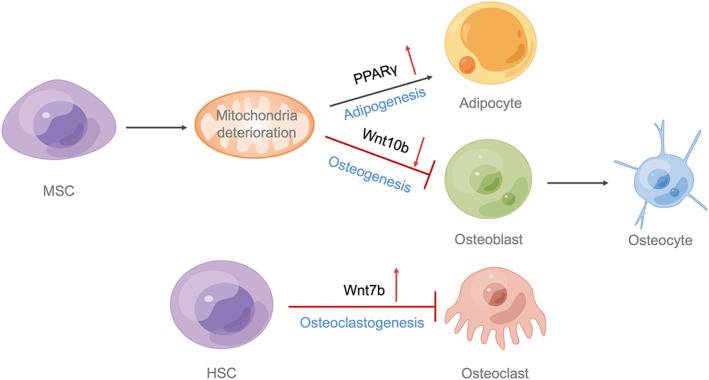 PPARγ
Adipogenesis
Adipocyte
Mitochondria
deterioration
MSC
Wnt10b
Osteogenesis
Osteoblast
Osteocyte
Wnt7b
Osteoclastogenesis
HSC
Osteoclast